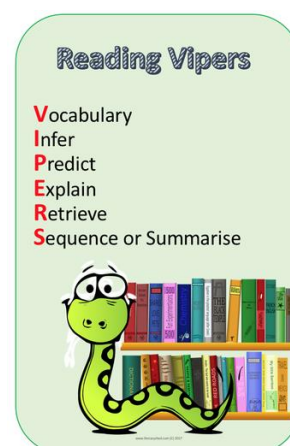 Reading Vipers
Vocabulary
Infer
Predict
Explain
Retrieve
Sequence or Summarise